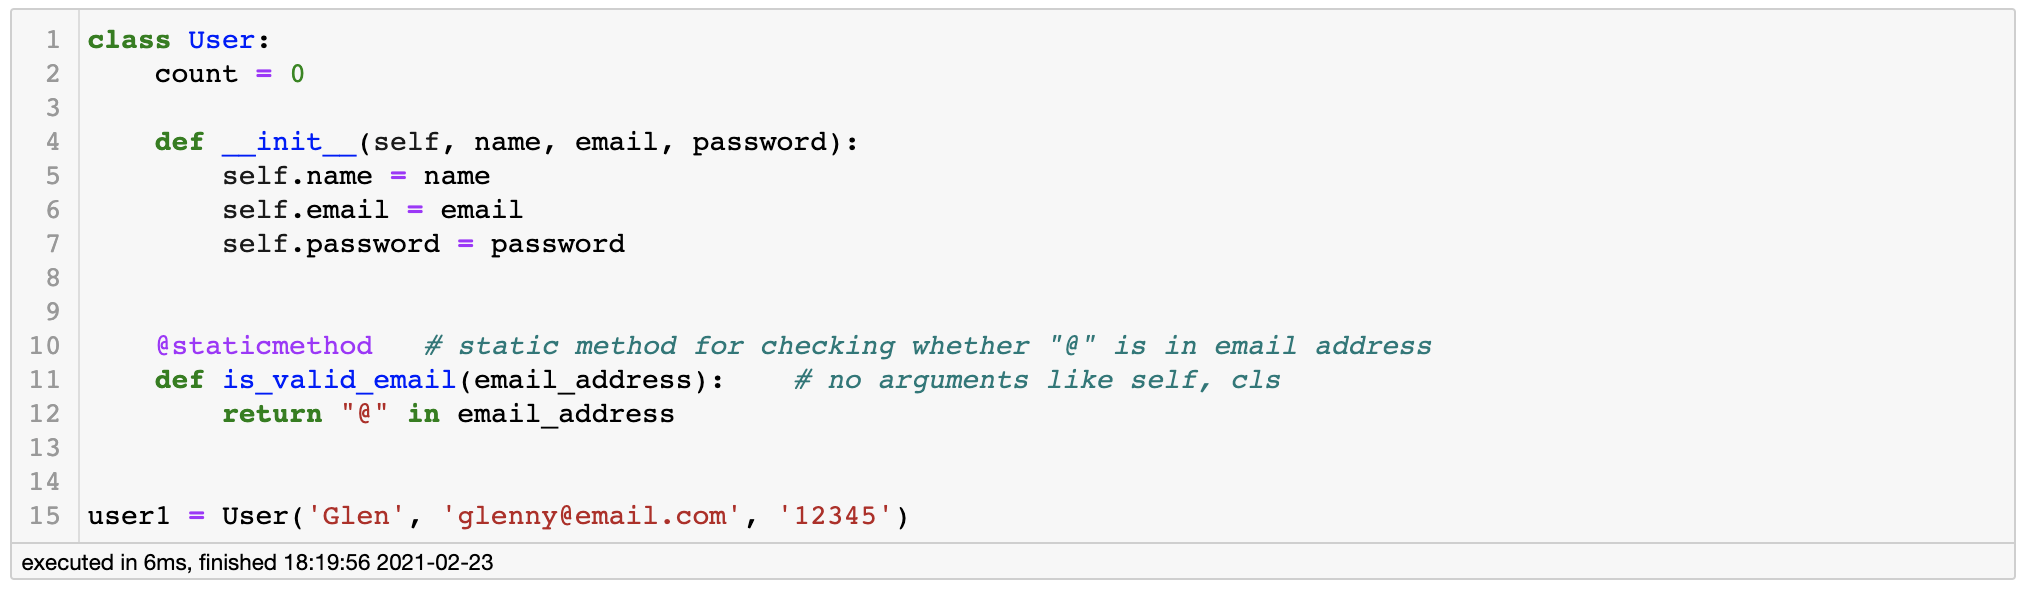 1 class User:
2     count = 0
3
4     def __init__(self, name, email, password):
5         self.name = name
6         self.email = email
7         self.password = password
8
9
10     @staticmethod   # static method for checking whether "@" is in email address
11     def is_valid_email(email_address):    # no arguments like self, cls
12         return "@" in email_address
13
14
15 user1 = User('Glen', 'glenny@email.com', '12345')
executed in 6ms, finished 18:19:56 2021-02-23